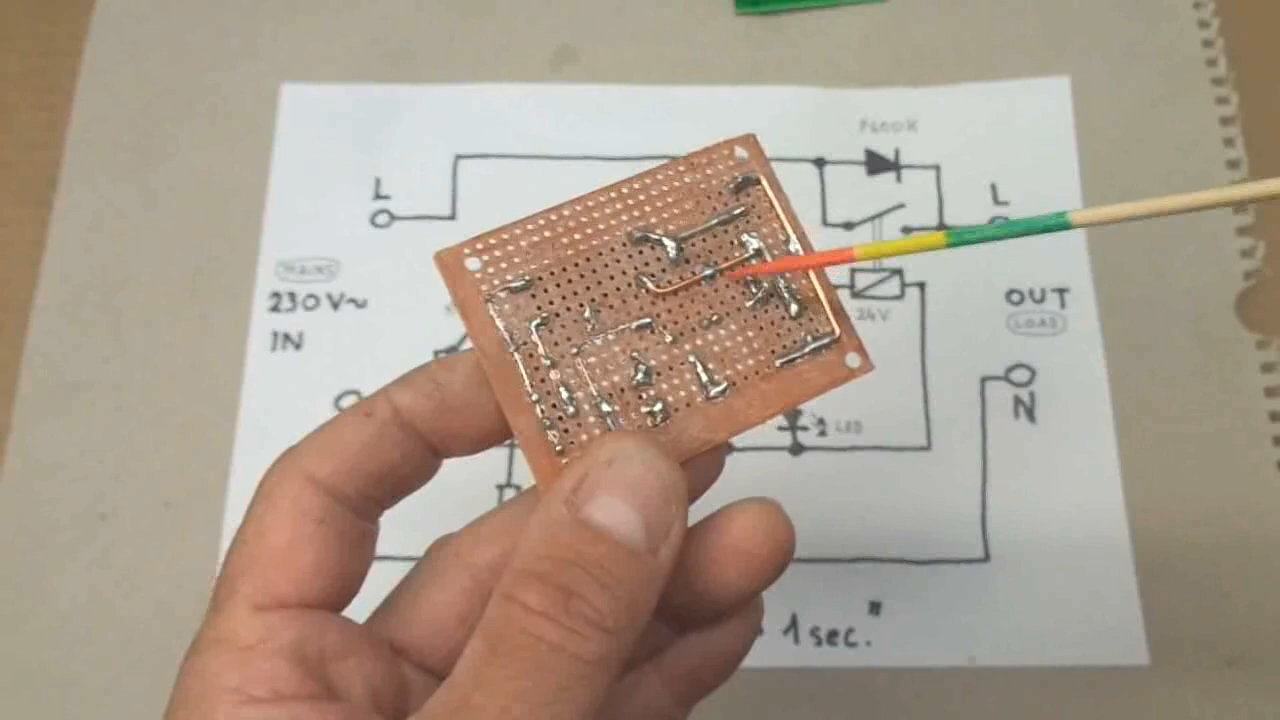 L
L
MAINS
230V~
IN
24V
OUT
LOAD
N
LED
1sec."